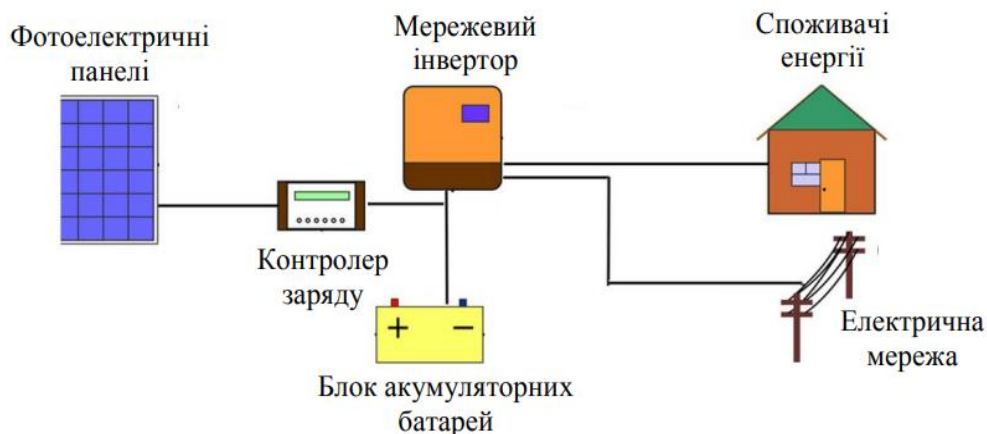 Фотоелектричні
панелі
Мережевий
інвертор
Споживачі
енергії
Контролер
заряду
+ −
Блок акумуляторних
батарей
Електрична
мережа